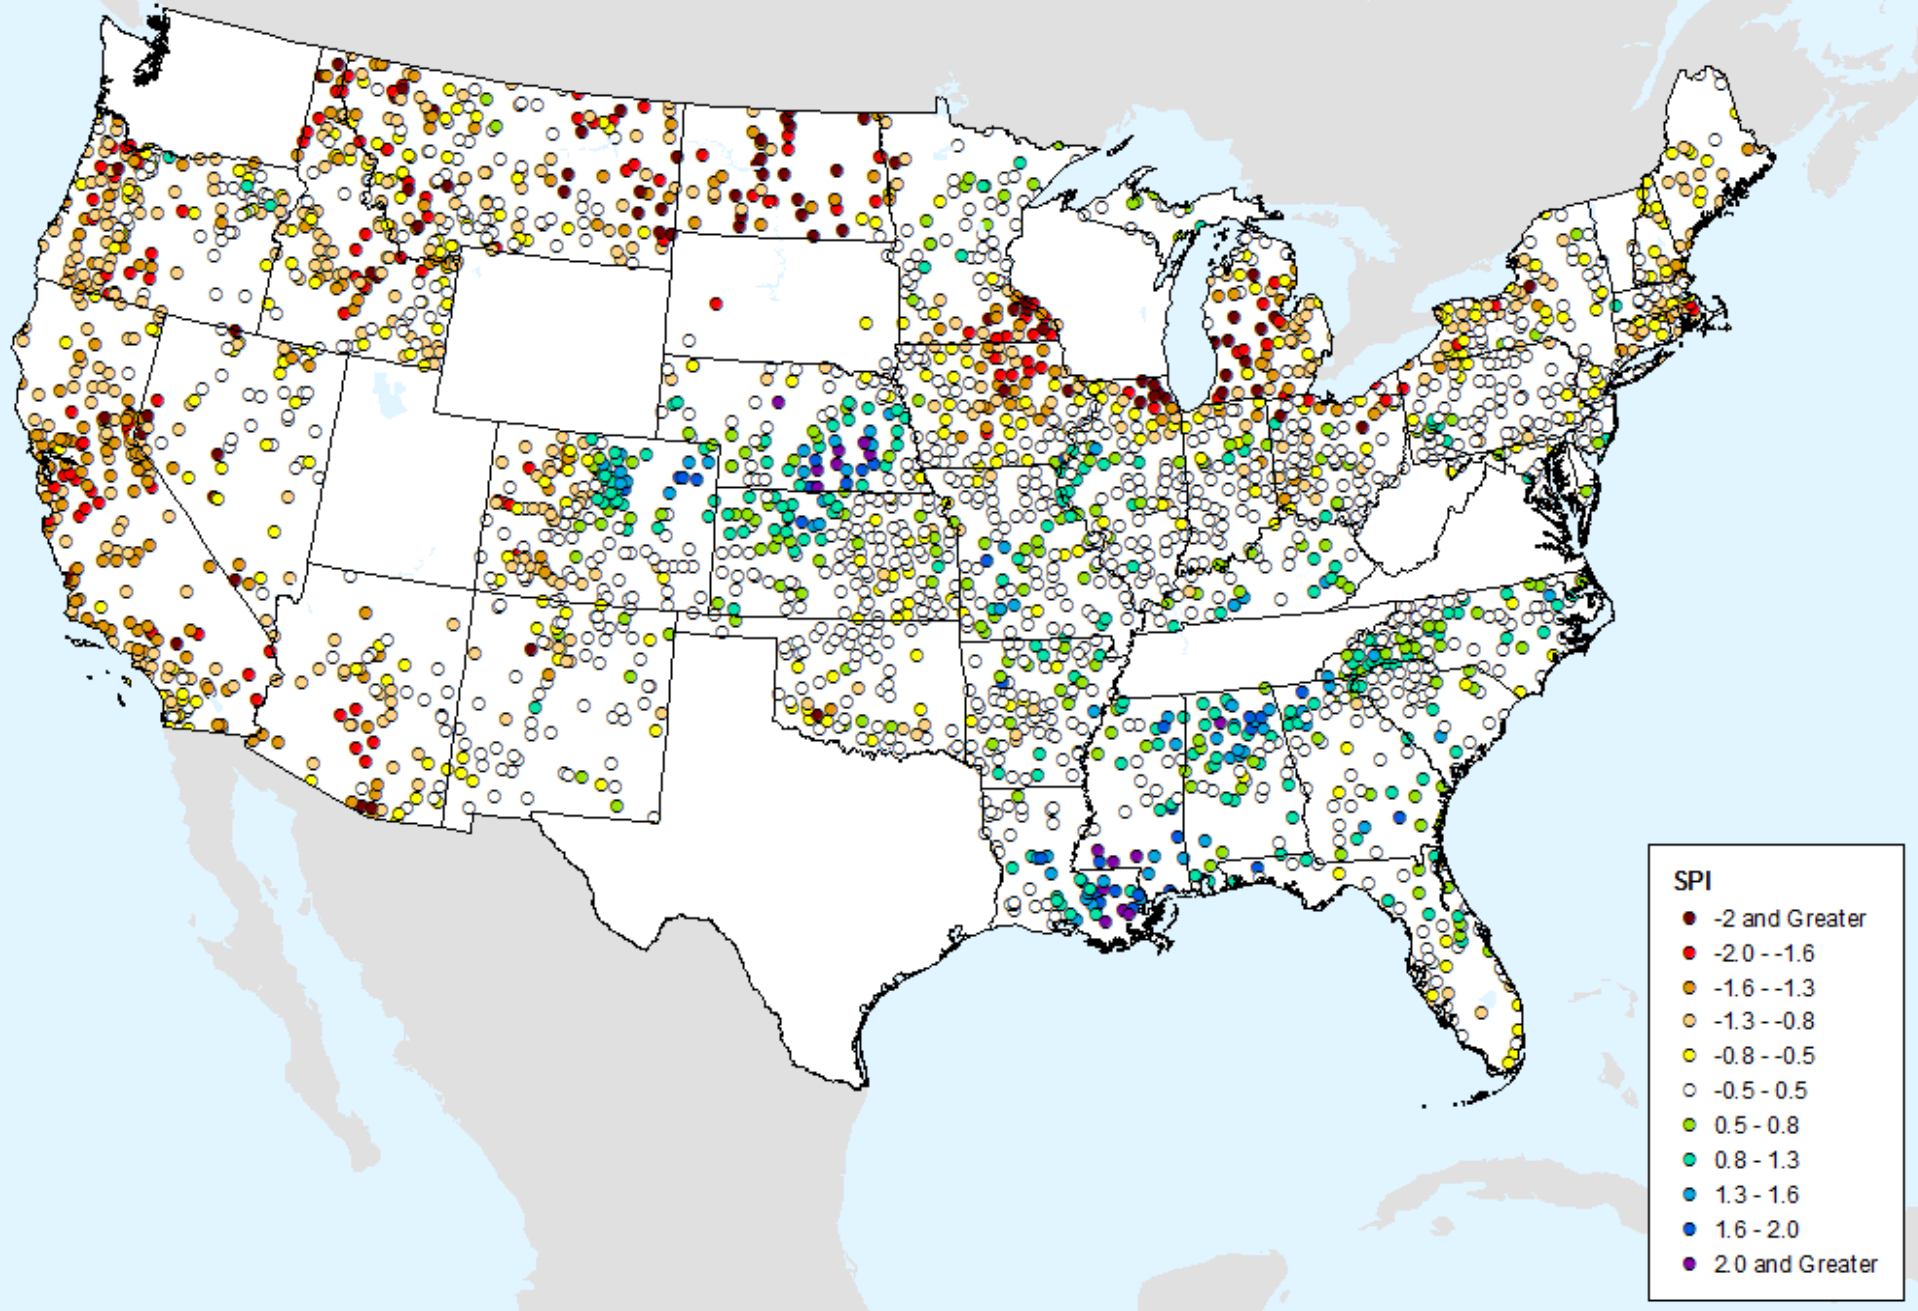 SPI
-2 and Greater
-2.0 - -1.6
-1.6 - -1.3
-1.3 - -0.8
-0.8 - -0.5
-0.5 - 0.5
0.5 - 0.8
0.8 - 1.3
1.3 - 1.6
1.6 - 2.0
2.0 and Greater